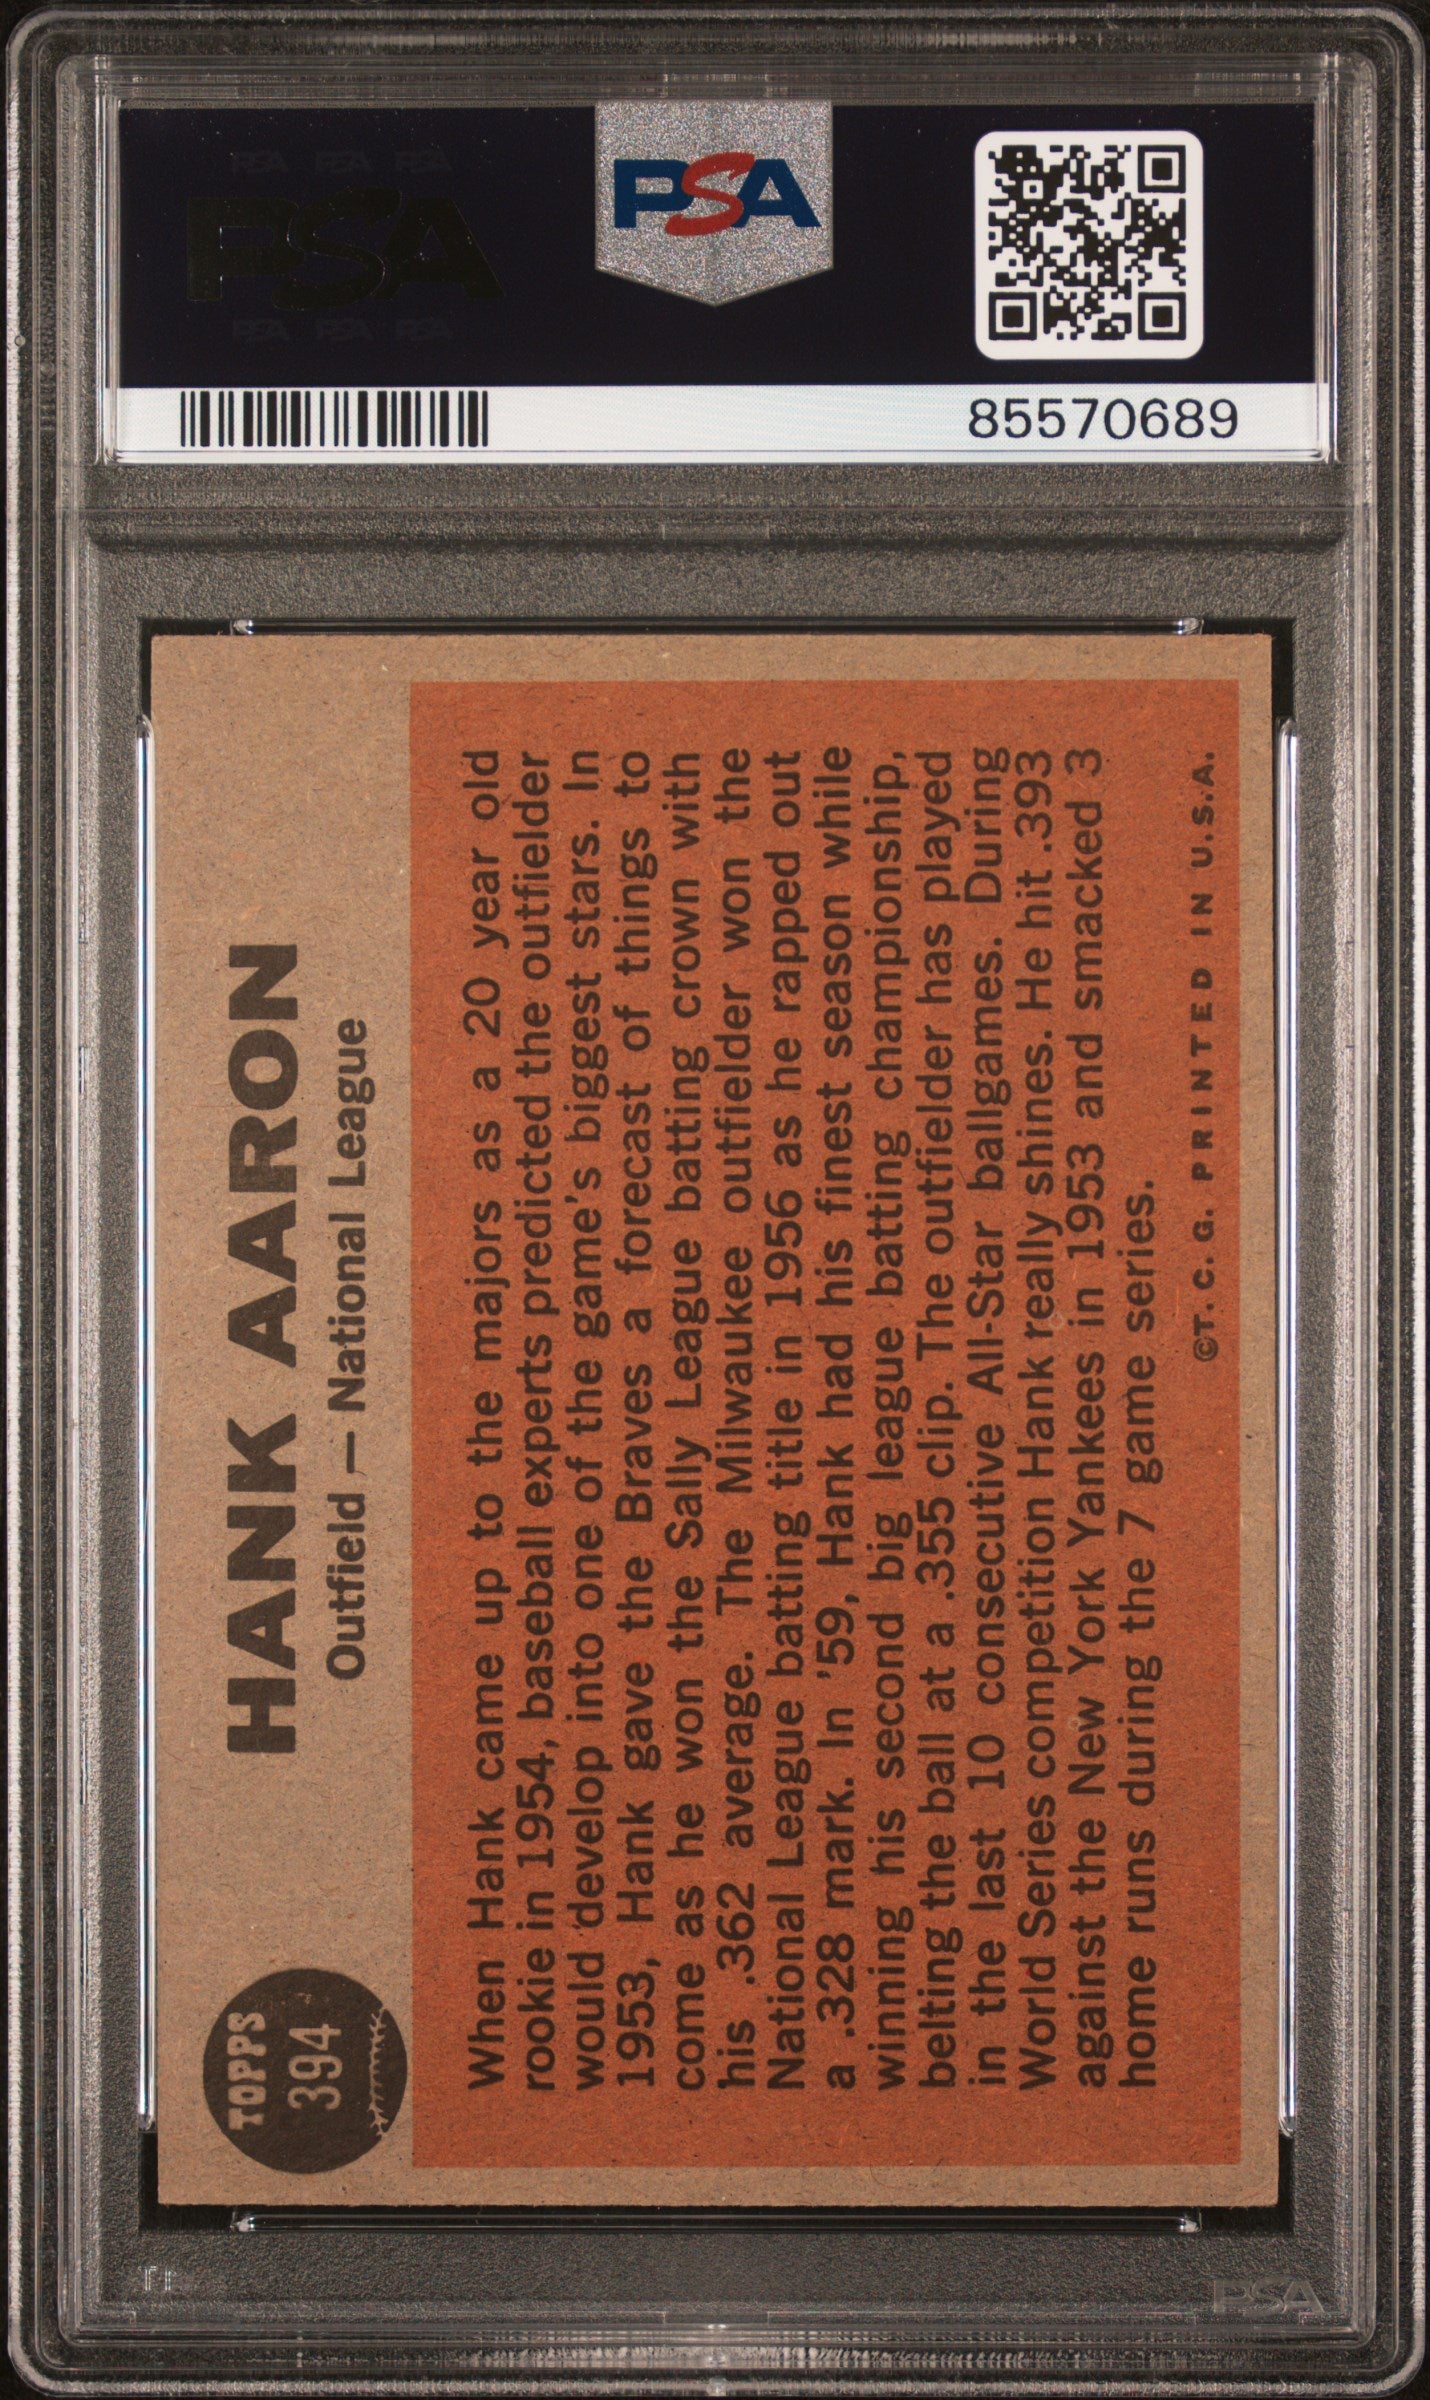 PSA PSA PSA
PSA
PSA PSA PSA
PSA
85570689
TOPPS
394
HANK AARON
Outfield — National League
When Hank came up to the majors as a 20 year old
rookie in 1954, baseball experts predicted the outfielder
would develop into one of the game's biggest stars. In
1953, Hank gave the Braves a forecast of things to
come as he won the Sally League batting crown with
his .362 average. The Milwaukee outfielder won the
National League batting title in 1956 as he rapped out
a .328 mark. In '59, Hank had his finest season while
winning his second big league batting championship,
belting the ball at a .355 clip. The outfielder has played
in the last 10 consecutive All-Star ballgames. During
World Series competition Hank really shines. He hit .393
against the New York Yankees in 1953 and smacked 3
home runs during the 7 game series.
©T. C. G. PRINTED IN U.S.A.
PSA